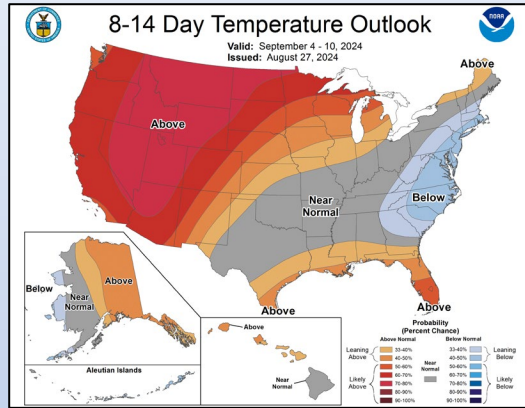 8-14 Day Temperature Outlook
Valid: September 4 - 10, 2024
Issued: August 27, 2024
NOAA
Above
Above
Near
Normal
Below
Above
Above
Below
Near
Normal
Above
Aleutian Islands
Above
Near
Normal
Probability
(Percent Chance)
Above Normal
Below Normal
Leaning
Above
33-40%
40-50%
Likely
Above
50-60%
60-70%
70-80%
80-90%
90-100%
Near
Normal
33-40%
40-50%
Leaning
Below
50-60%
60-70%
70-80%
80-90%
90-100%
Likely
Below